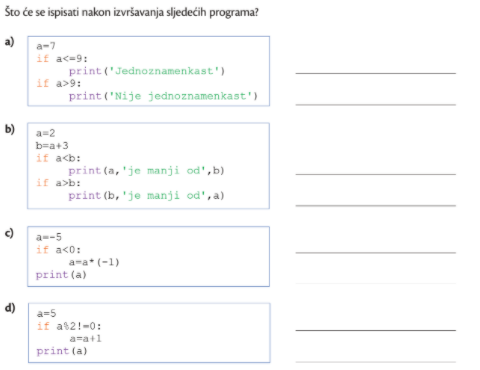 Što će se ispisati nakon izvršavanja sljedećih programa?
a)
a=7
if a<=9:
print('Jednoznamenkast')
if a>9:
print('Nije jednoznamenkast')
b)
a=2
b=a+3
if a<b:
print(a,'je manji od',b)
if a>b:
print(b,'je manji od',a)
c)
a=-5
if a<0:
a=a*(-1)
print(a)
d)
a=5
if a%2!=0:
a=a+1
print(a)